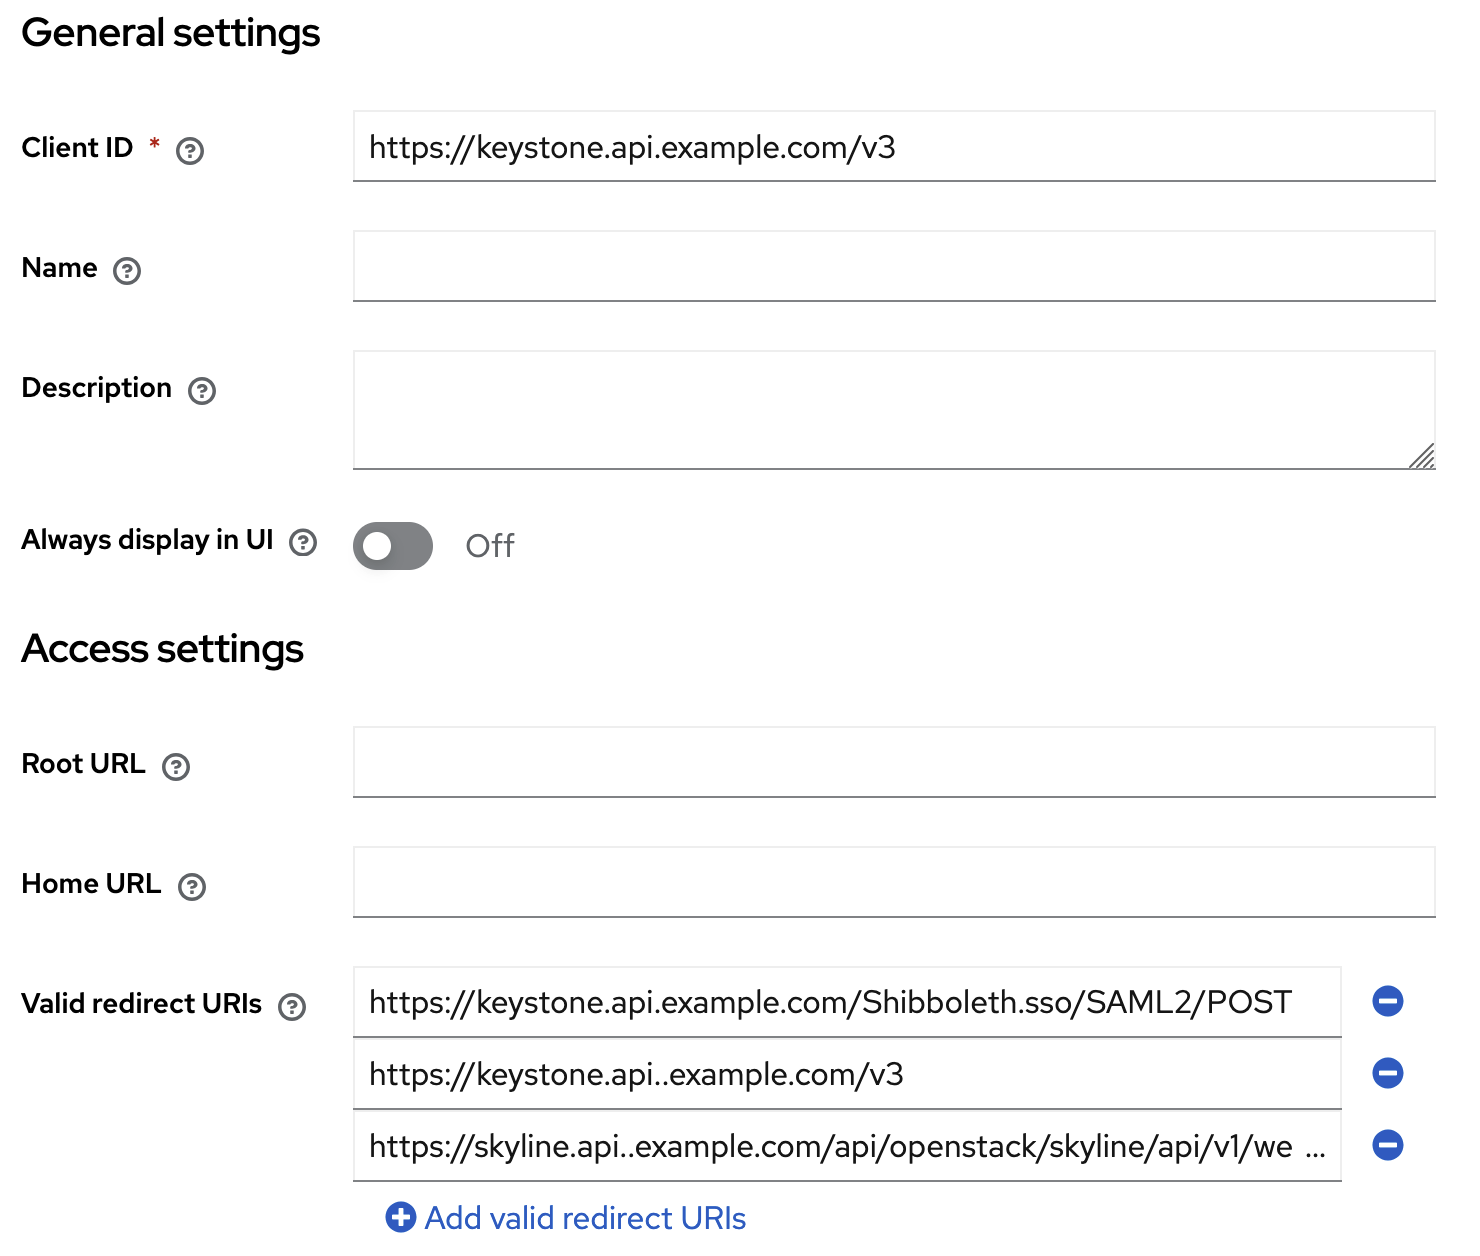 General settings
Client ID *
https://keystone.api.example.com/v3
Name
Description
Always display in UI
Off
Access settings
Root URL
Home URL
Valid redirect URIs
https://keystone.api.example.com/Shibboleth.sso/SAML2/POST
https://keystone.api..example.com/v3
https://skyline.api..example.com/api/openstack/skyline/api/v1/we ...
Add valid redirect URIs